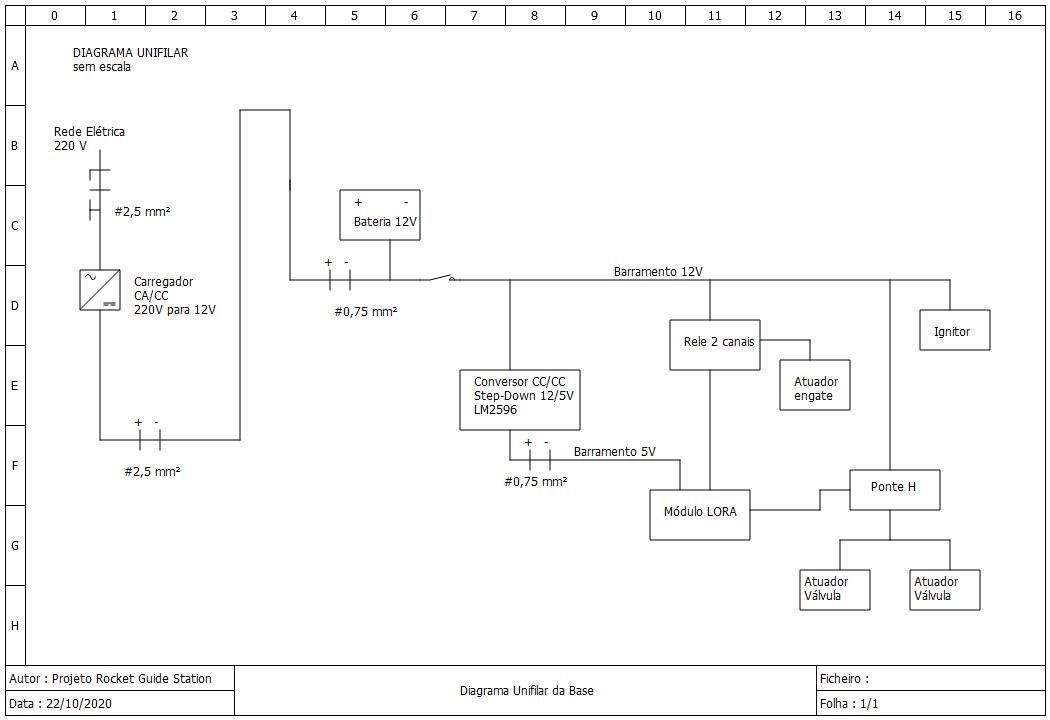 0 1 2 3 4 5 6 7 8 9 10 11 12 13 14 15 16
A
DIAGRAMA UNIFILAR
sem escala
B
Rede Elétrica
220 V
C
#2,5 mm²
+ -
Bateria 12V
D
Carregador
CA/CC
220V para 12V
+ -
#0,75 mm²
Barramento 12V
Rele 2 canais
Ignitor
E
Conversor CC/CC
Step-Down 12/5V
LM2596
Atuador
engate
F
+ -
#2,5 mm²
+ -
Barramento 5V
#0,75 mm²
Ponte H
G
Módulo LORA
Atuador
Válvula
Atuador
Válvula
H
Autor : Projeto Rocket Guide Station
Data : 22/10/2020
Diagrama Unifilar da Base
Ficheiro :
Folha : 1/1